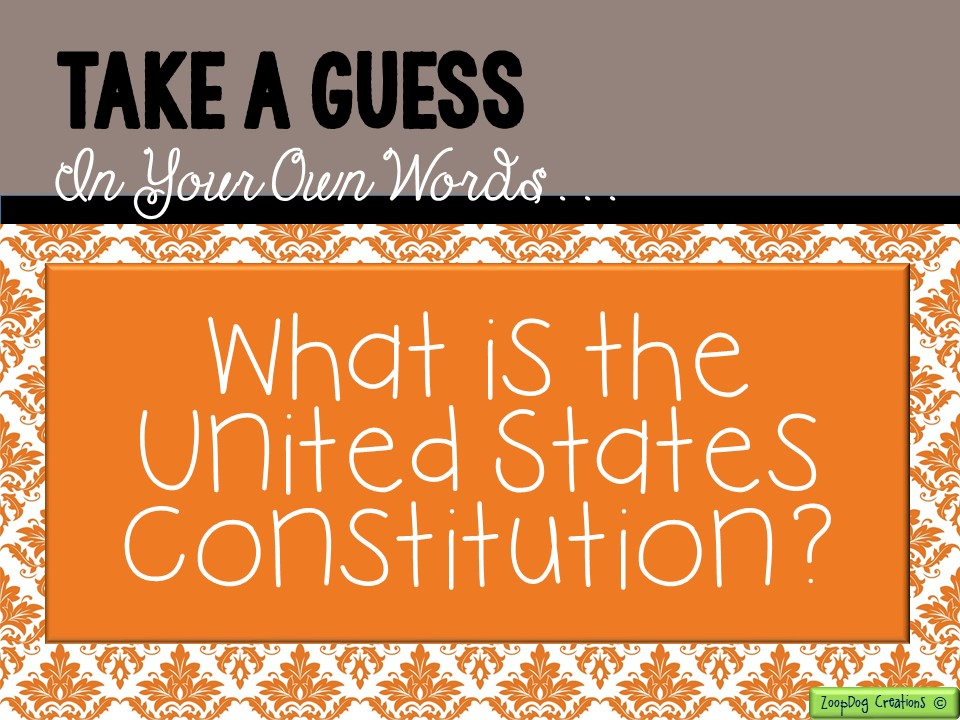 TAKE A GUESS
In Your Own Words . . .
What is the
United States
Constitution?
ZoopDog Creations ©